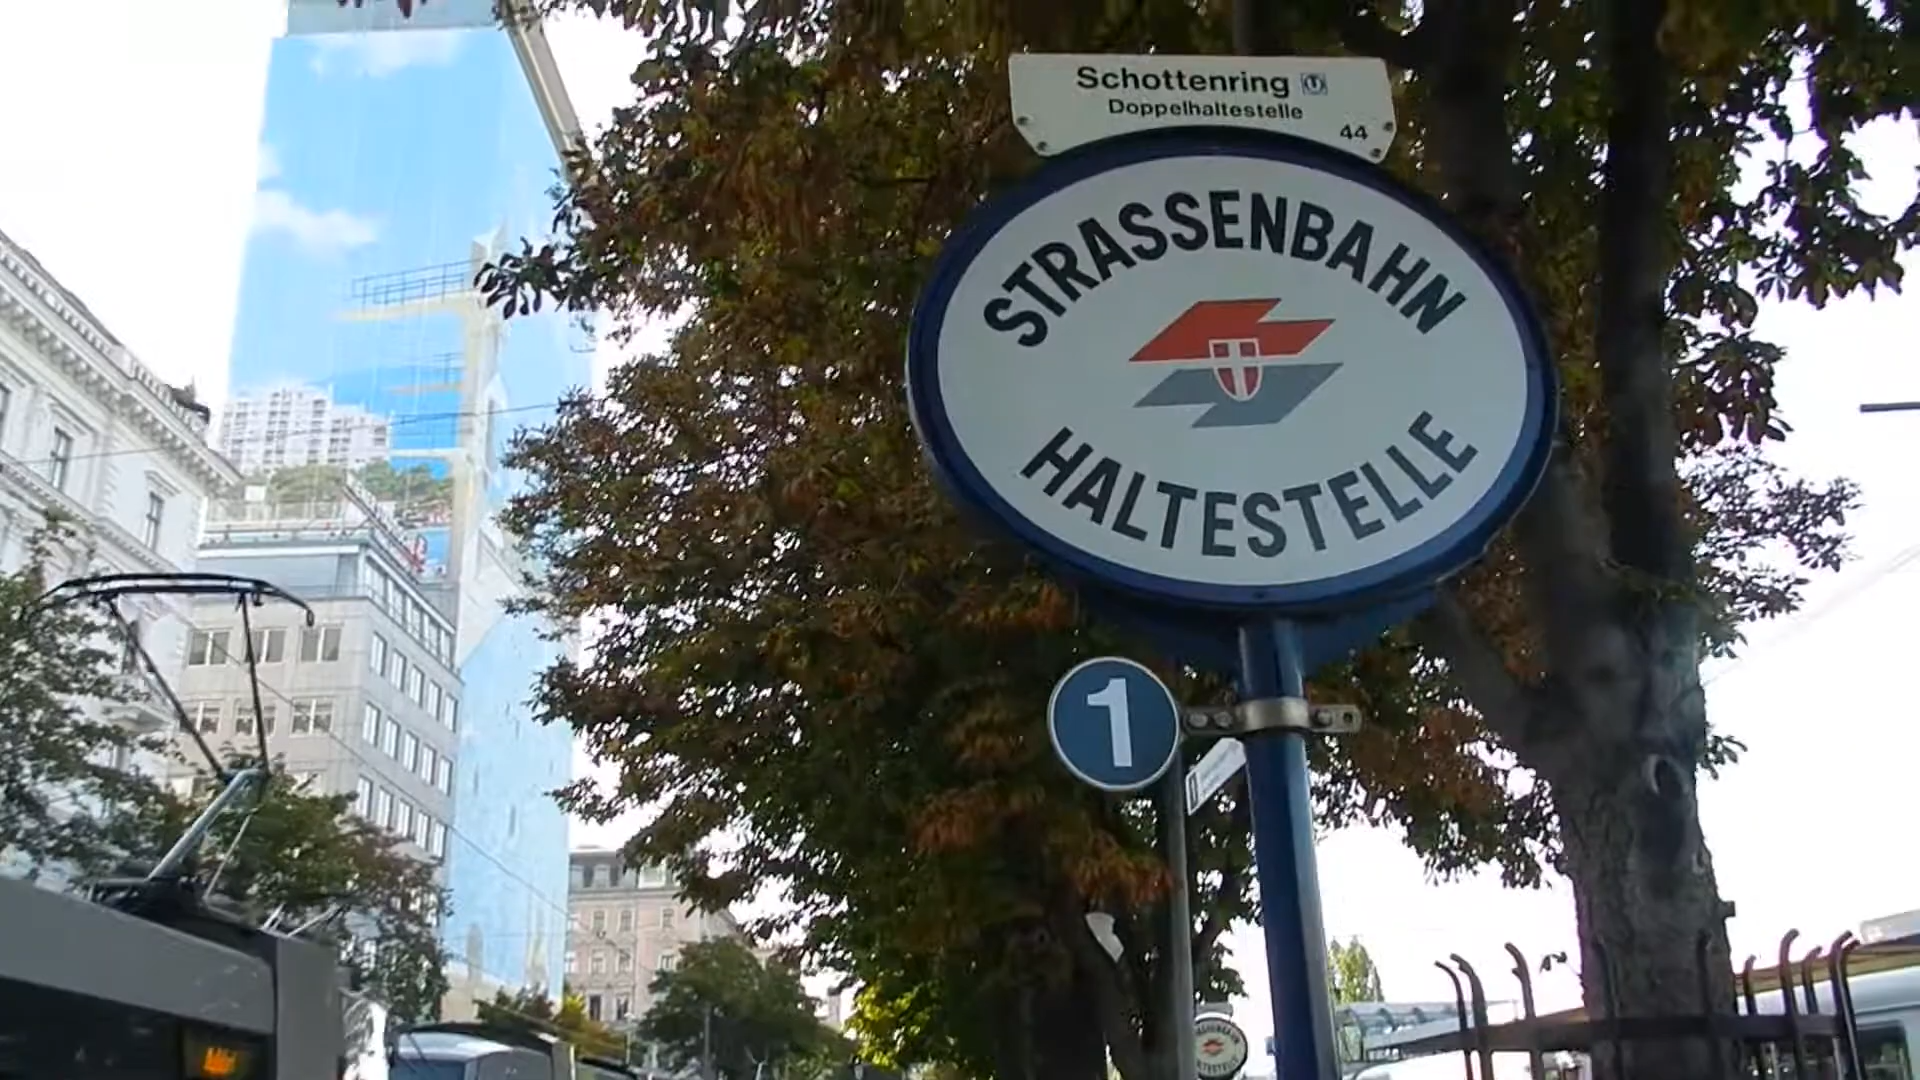 Schottenring U
Doppelhaltestelle
44
STRASSENBAHN
HALTESTELLE
1